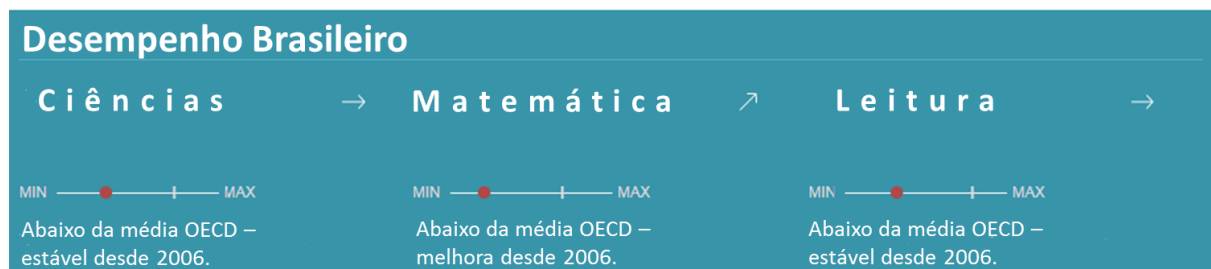 Desempenho Brasileiro
Ciências → Matemática ↗ Leitura →
MIN MAX MIN MAX MIN MAX
Abaixo da média OECD – Abaixo da média OECD – Abaixo da média OECD –
estável desde 2006. melhora desde 2006. estável desde 2006.